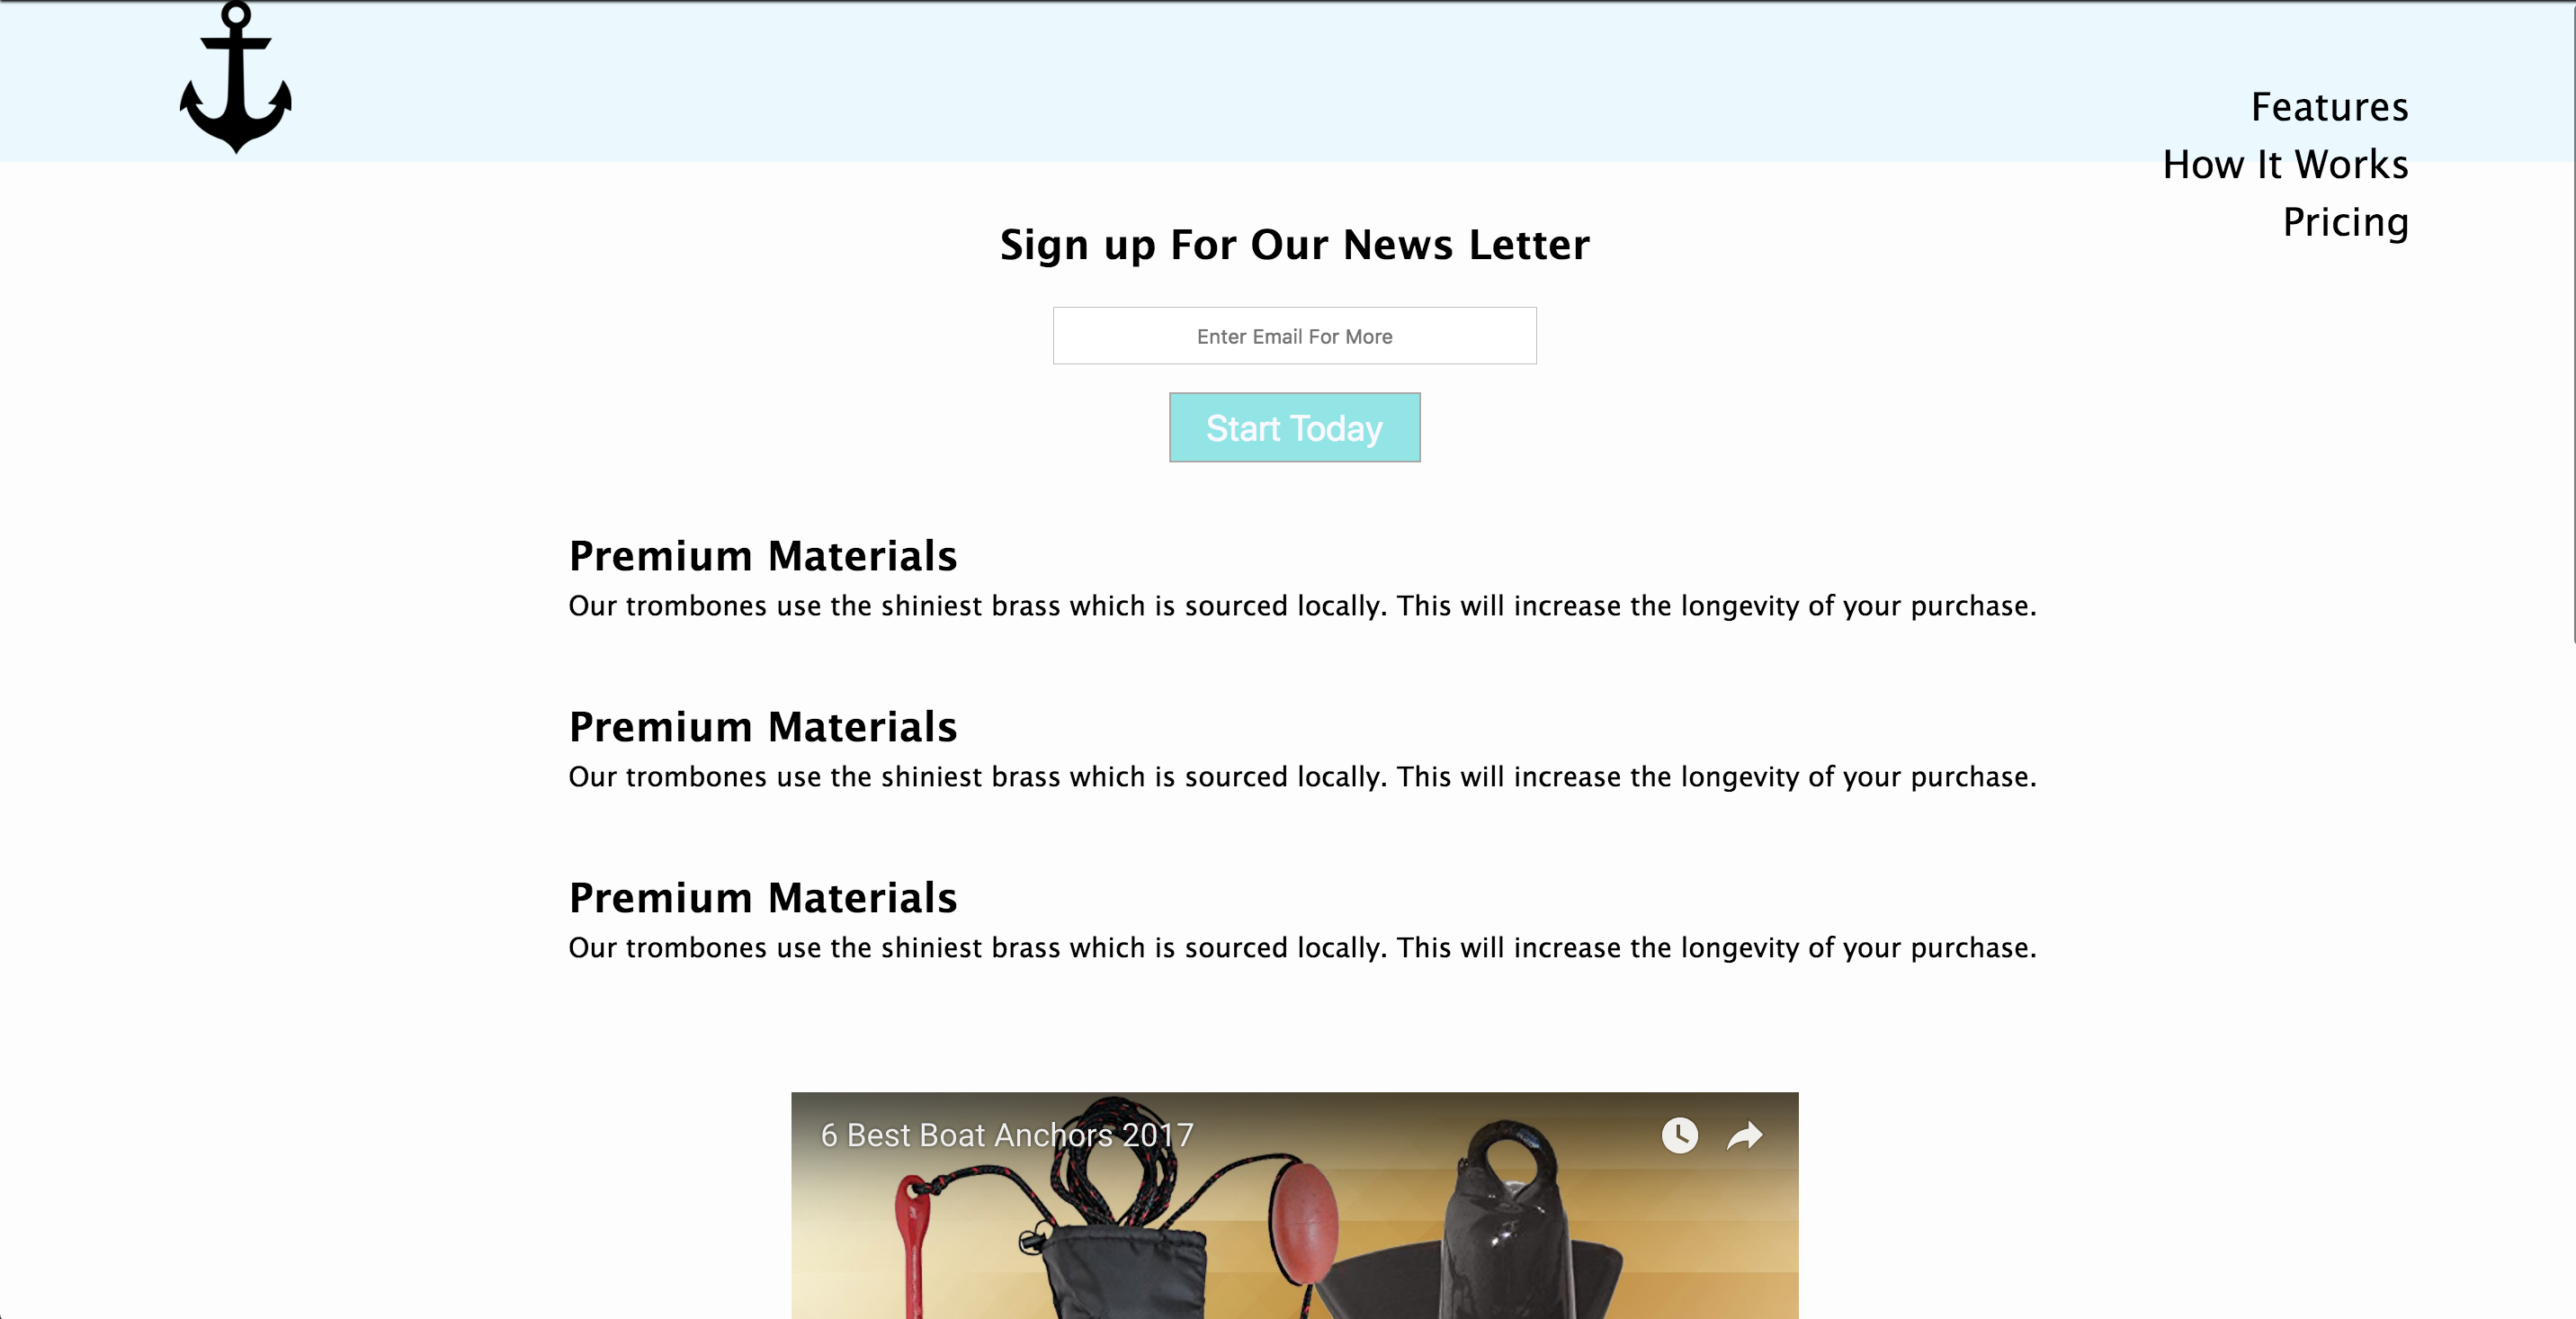 Features
How It Works
Pricing
Sign up For Our News Letter
Enter Email For More
Start Today
Premium Materials
Our trombones use the shiniest brass which is sourced locally. This will increase the longevity of your purchase.
Premium Materials
Our trombones use the shiniest brass which is sourced locally. This will increase the longevity of your purchase.
Premium Materials
Our trombones use the shiniest brass which is sourced locally. This will increase the longevity of your purchase.
6 Best Boat Anchors 2017